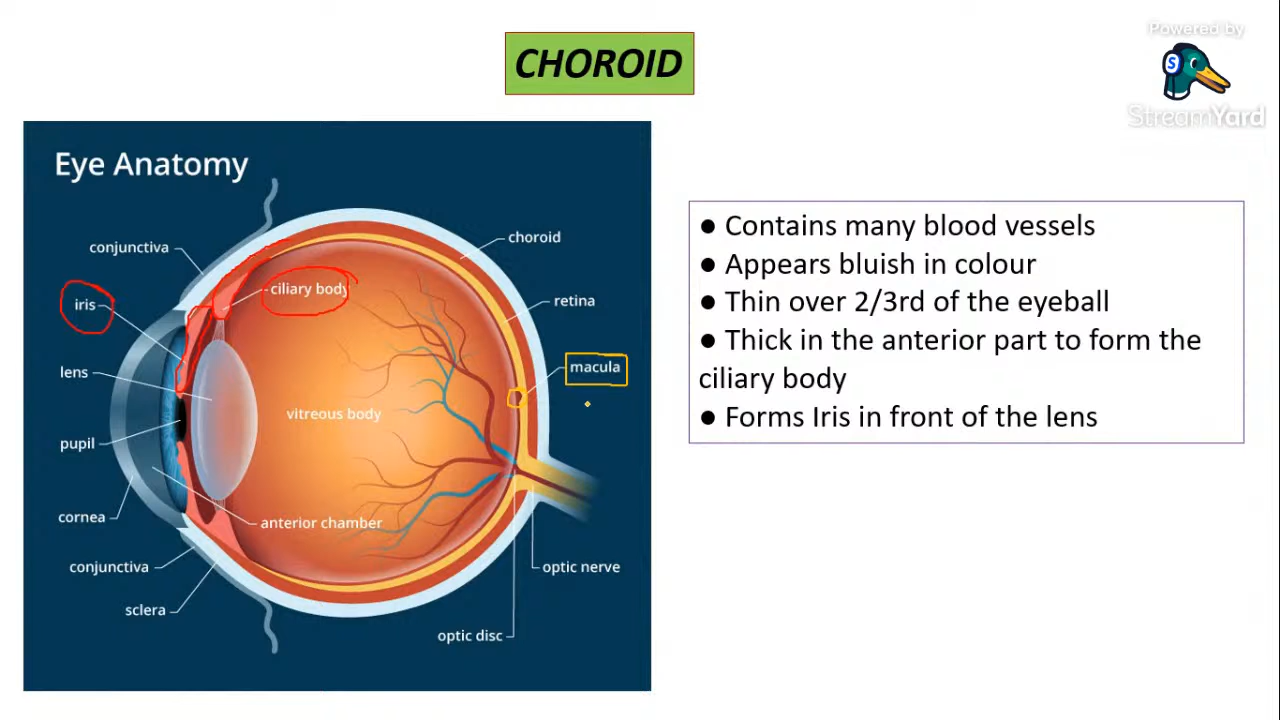 CHOROID
Powered by
StreamYard
Eye Anatomy
conjunctiva
iris
lens
pupil
cornea
conjunctiva
sclera
ciliary body
vitreous body
anterior chamber
choroid
retina
macula
optic nerve
optic disc
● Contains many blood vessels
● Appears bluish in colour
● Thin over 2/3rd of the eyeball
● Thick in the anterior part to form the
ciliary body
● Forms Iris in front of the lens